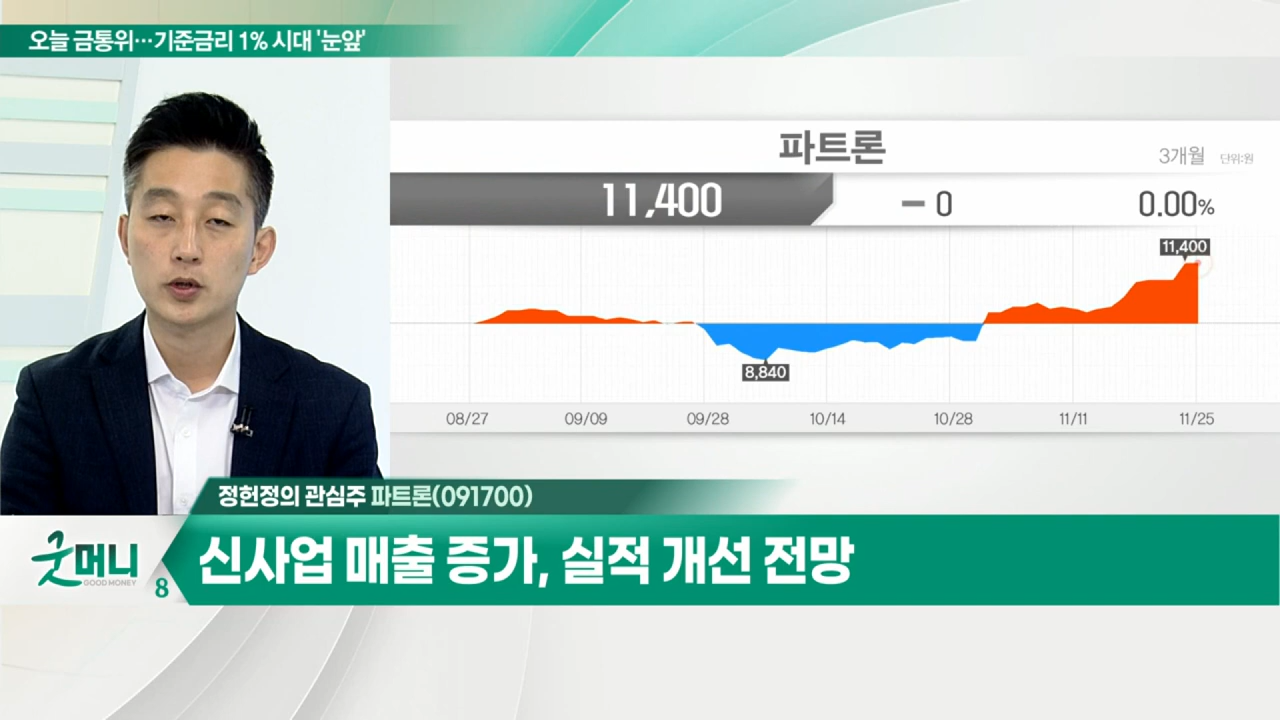 오늘 금통위…기준금리 1% 시대 '눈앞'
파트론
3개월 단위:원
11,400 0 0.00%
11,400
8,840
08/27 09/09 09/28 10/14 10/28 11/11 11/25
정헌정의 관심주 파트론(091700)
신사업 매출 증가, 실적 개선 전망
굿머니
GOOD MONEY
8